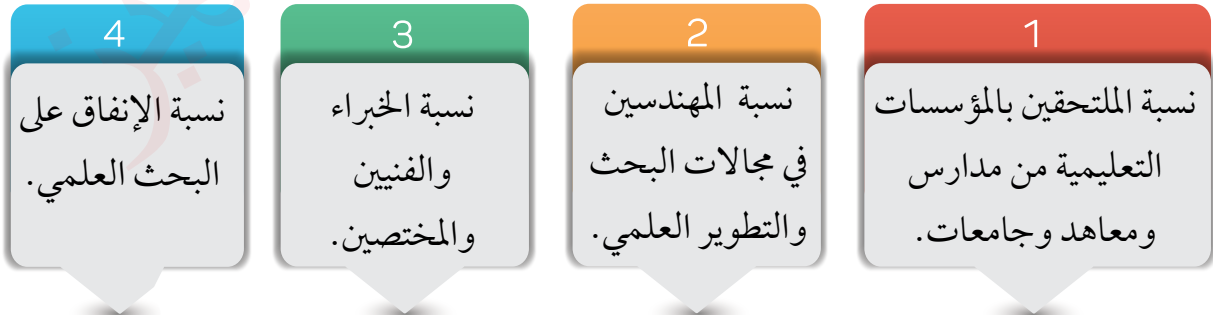 1
نسبة الملتحقين بالمؤسسات
التعليمية من مدارس
ومعاهد وجامعات.
2
نسبة المهندسين
في مجالات البحث
والتطوير العلمي.
3
نسبة الخبراء
والفنيين
والمختصين.
4
نسبة الإنفاق على
البحث العلمي.